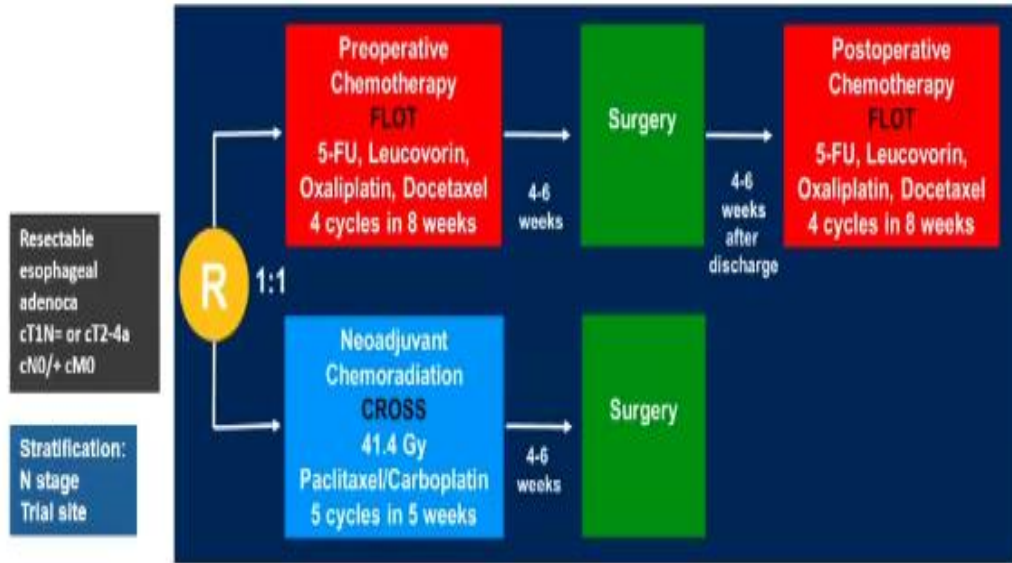 Resectable
esophageal
adenoca
cT1N= or cT2-4a
cN0/+ cM0
Stratification:
N stage
Trial site
R
1:1
Preoperative
Chemotherapy
FLOT
5-FU, Leucovorin,
Oxaliplatin, Docetaxel
4 cycles in 8 weeks
4-6
weeks
Surgery
4-6
weeks
after
discharge
Postoperative
Chemotherapy
FLOT
5-FU, Leucovorin,
Oxaliplatin, Docetaxel
4 cycles in 8 weeks
Neoadjuvant
Chemoradiation
CROSS
41.4 Gy
Paclitaxel/Carboplatin
5 cycles in 5 weeks
4-6
weeks
Surgery